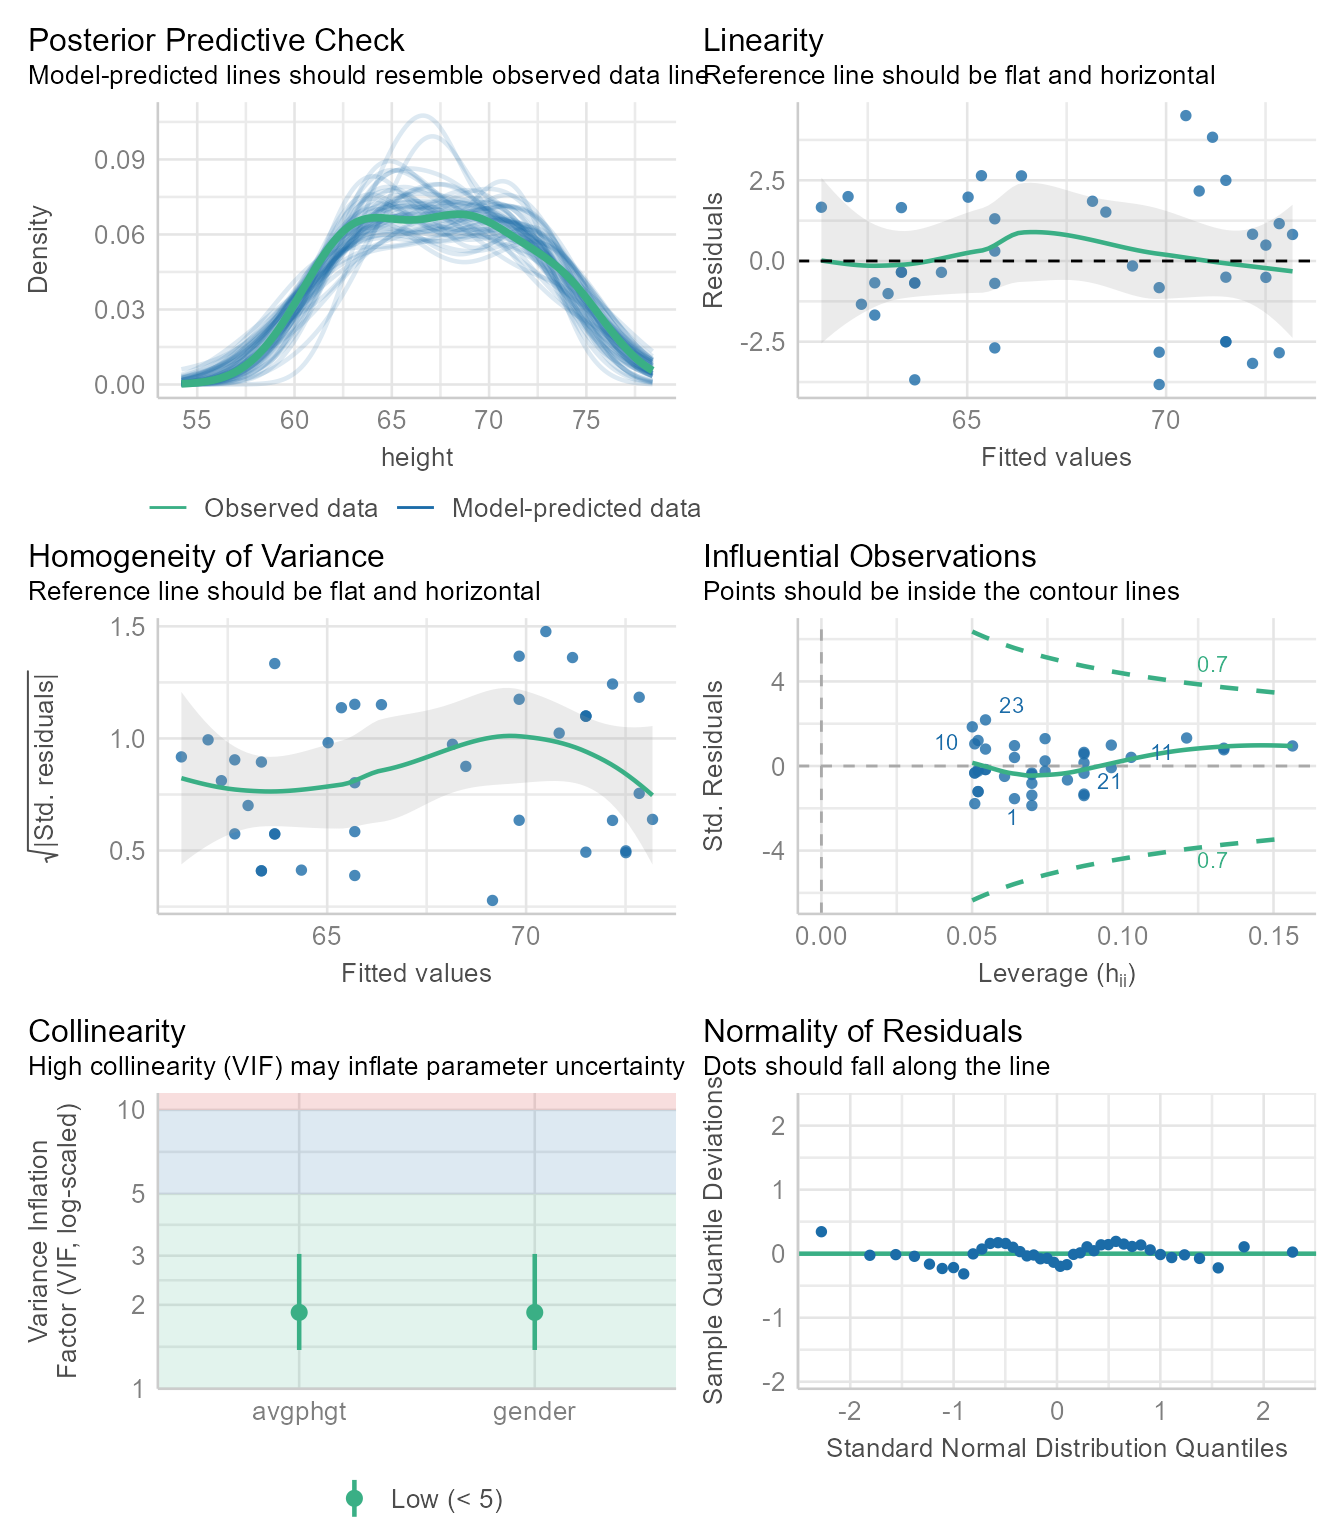 Posterior Predictive Check
Model-predicted lines should resemble observed data line
Density
0.09
0.06
0.03
0.00
55 60 65 70 75
height
Observed data Model-predicted data
Linearity
Reference line should be flat and horizontal
Residuals
2.5
0.0
-2.5
65 70
Fitted values
Homogeneity of Variance
Reference line should be flat and horizontal
√|Std. residuals|
1.5
1.0
0.5
65 70
Fitted values
Influential Observations
Points should be inside the contour lines
Std. Residuals
4
0
-4
0.7
23
10
11
21
1
0.7
0.00 0.05 0.10 0.15
Leverage (hii)
Collinearity
High collinearity (VIF) may inflate parameter uncertainty
Variance Inflation
Factor (VIF, log-scaled)
10
5
3
2
1
avgphgt gender
Low (< 5)
Normality of Residuals
Dots should fall along the line
Sample Quantile Deviations
2
1
0
-1
-2
-2 -1 0 1 2
Standard Normal Distribution Quantiles